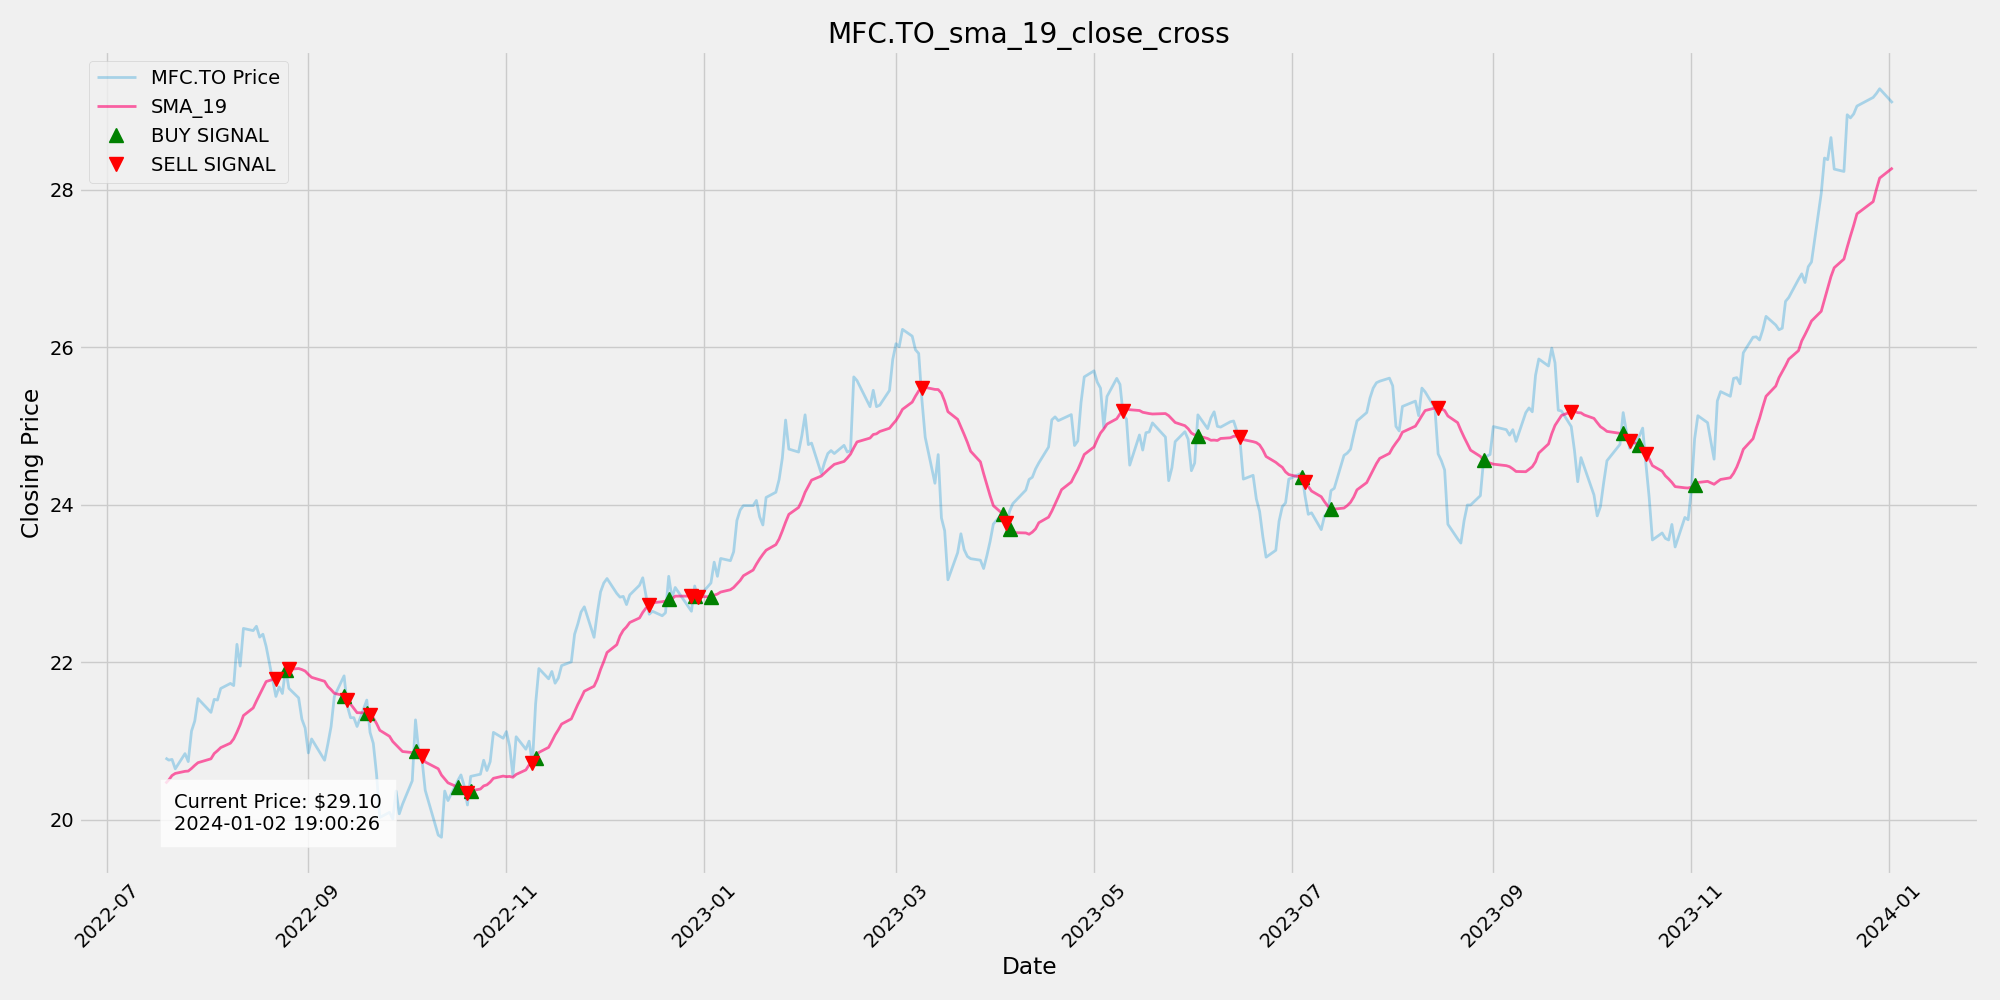 MFC.TO_sma_19_close_cross
MFC.TO Price
SMA_19
BUY SIGNAL
SELL SIGNAL
Closing Price
28
26
24
22
20
Current Price: $29.10
2024-01-02 19:00:26
2022-07
2022-09
2022-11
2023-01
2023-03
2023-05
2023-07
2023-09
2023-11
2024-01
Date